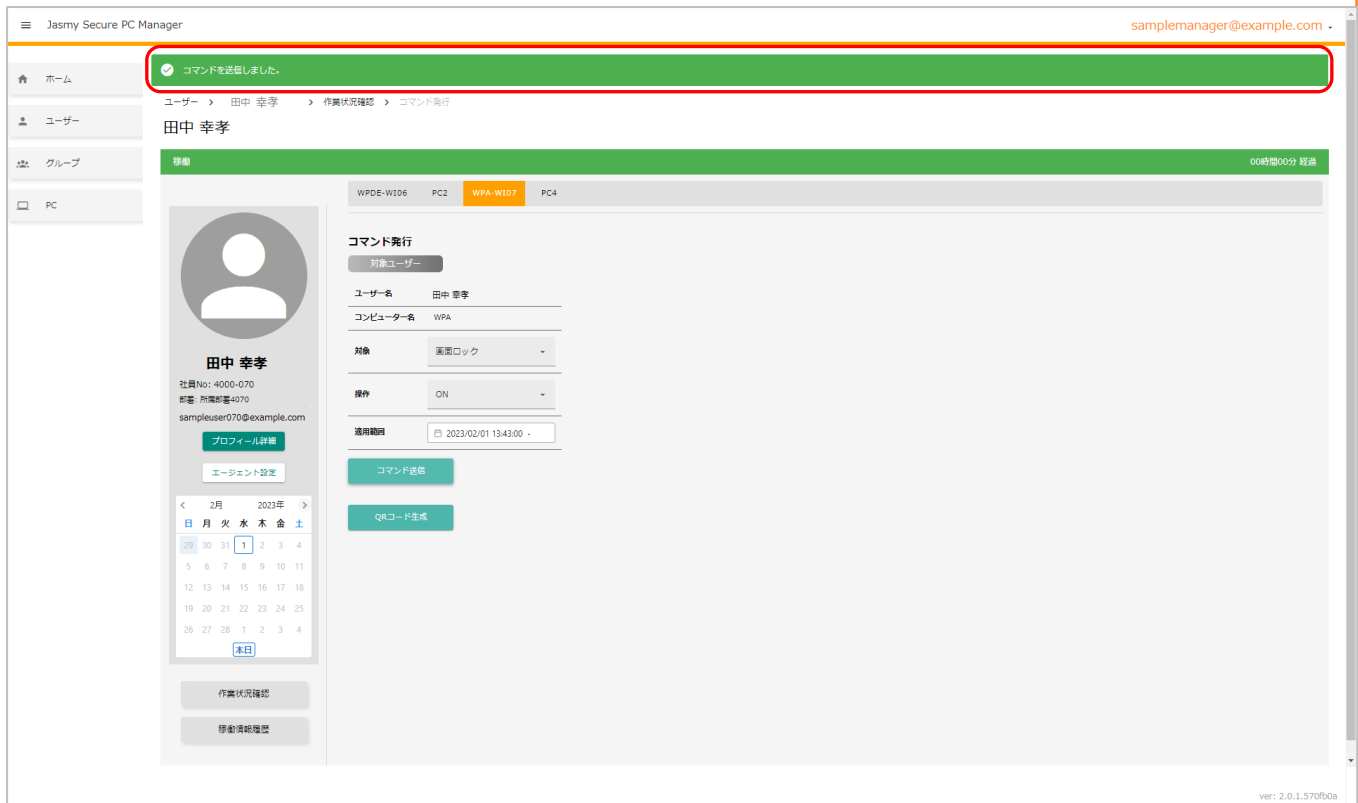 Jasmy Secure PC Manager
samplemanager@example.com
ホーム
ユーザー
グループ
PC
コマンドを送信しました。
ユーザー > 田中 幸孝 > 作業状況確認 > コマンド発行
田中 幸孝
稼働 00時間00分 経過
WPDE-WI06 PC2 WPA-WI07 PC4
田中 幸孝
社員No: 4000-070
部署: 所属部署4070
sampleuser070@example.com
プロフィール詳細
エージェント設定
< 2月 2023年 >
日 月 火 水 木 金 土
29 30 31 1 2 3 4
5 6 7 8 9 10 11
12 13 14 15 16 17 18
19 20 21 22 23 24 25
26 27 28 1 2 3 4
本日
作業状況確認
稼働情報履歴
コマンド発行
対象ユーザー
ユーザー名 田中 幸孝
コンピューター名 WPA
対象 画面ロック
操作 ON
適用範囲 2023/02/01 13:43:00 -
コマンド送信
QRコード生成
ver: 2.0.1.570fb0a